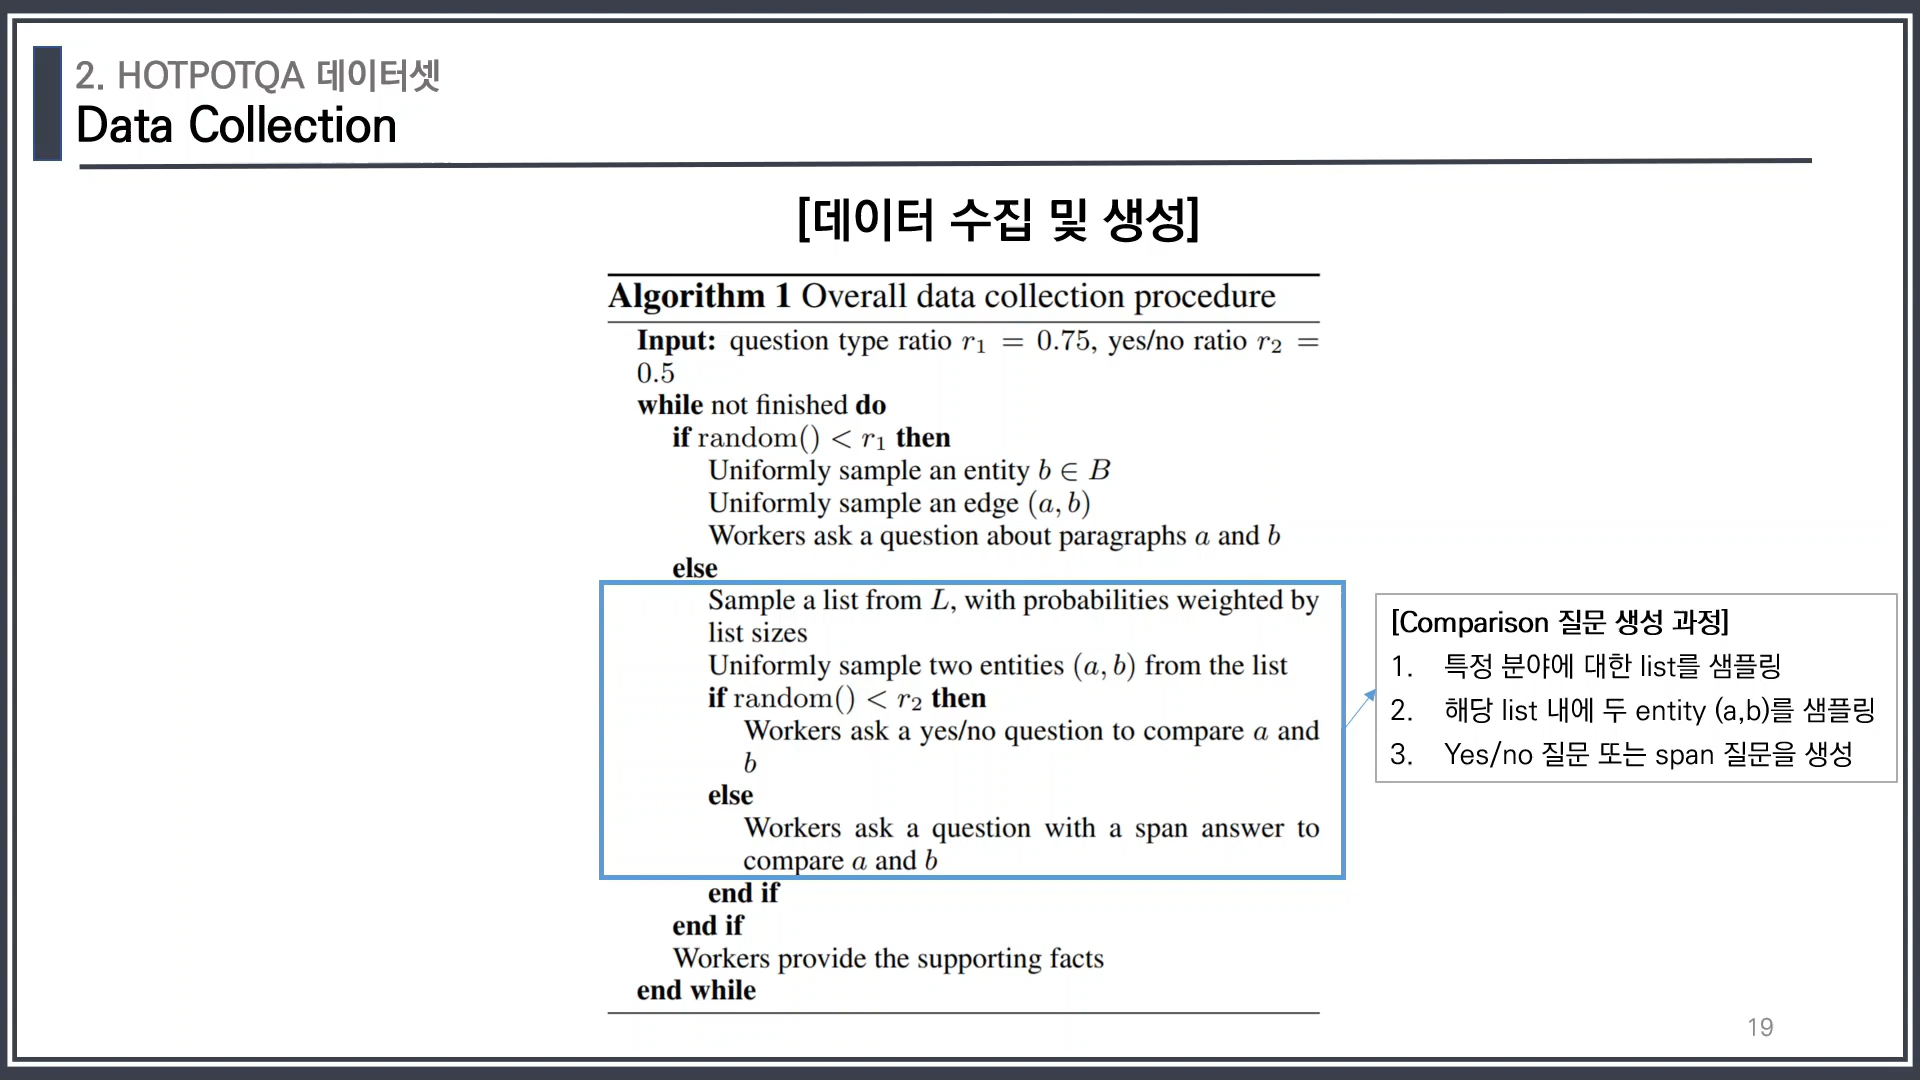 2. HOTPOTQA 데이터셋
Data Collection
[데이터 수집 및 생성]
Algorithm 1 Overall data collection procedure
Input: question type ratio r₁ = 0.75, yes/no ratio r₂ =
0.5
while not finished do
if random() < r₁ then
Uniformly sample an entity b ∈ B
Uniformly sample an edge (a, b)
Workers ask a question about paragraphs a and b
else
Sample a list from L, with probabilities weighted by
list sizes
Uniformly sample two entities (a, b) from the list
if random() < r₂ then
Workers ask a yes/no question to compare a and
b
else
Workers ask a question with a span answer to
compare a and b
end if
end if
Workers provide the supporting facts
end while
[Comparison 질문 생성 과정]
1. 특정 분야에 대한 list를 샘플링
2. 해당 list 내에 두 entity (a,b)를 샘플링
3. Yes/no 질문 또는 span 질문을 생성
19